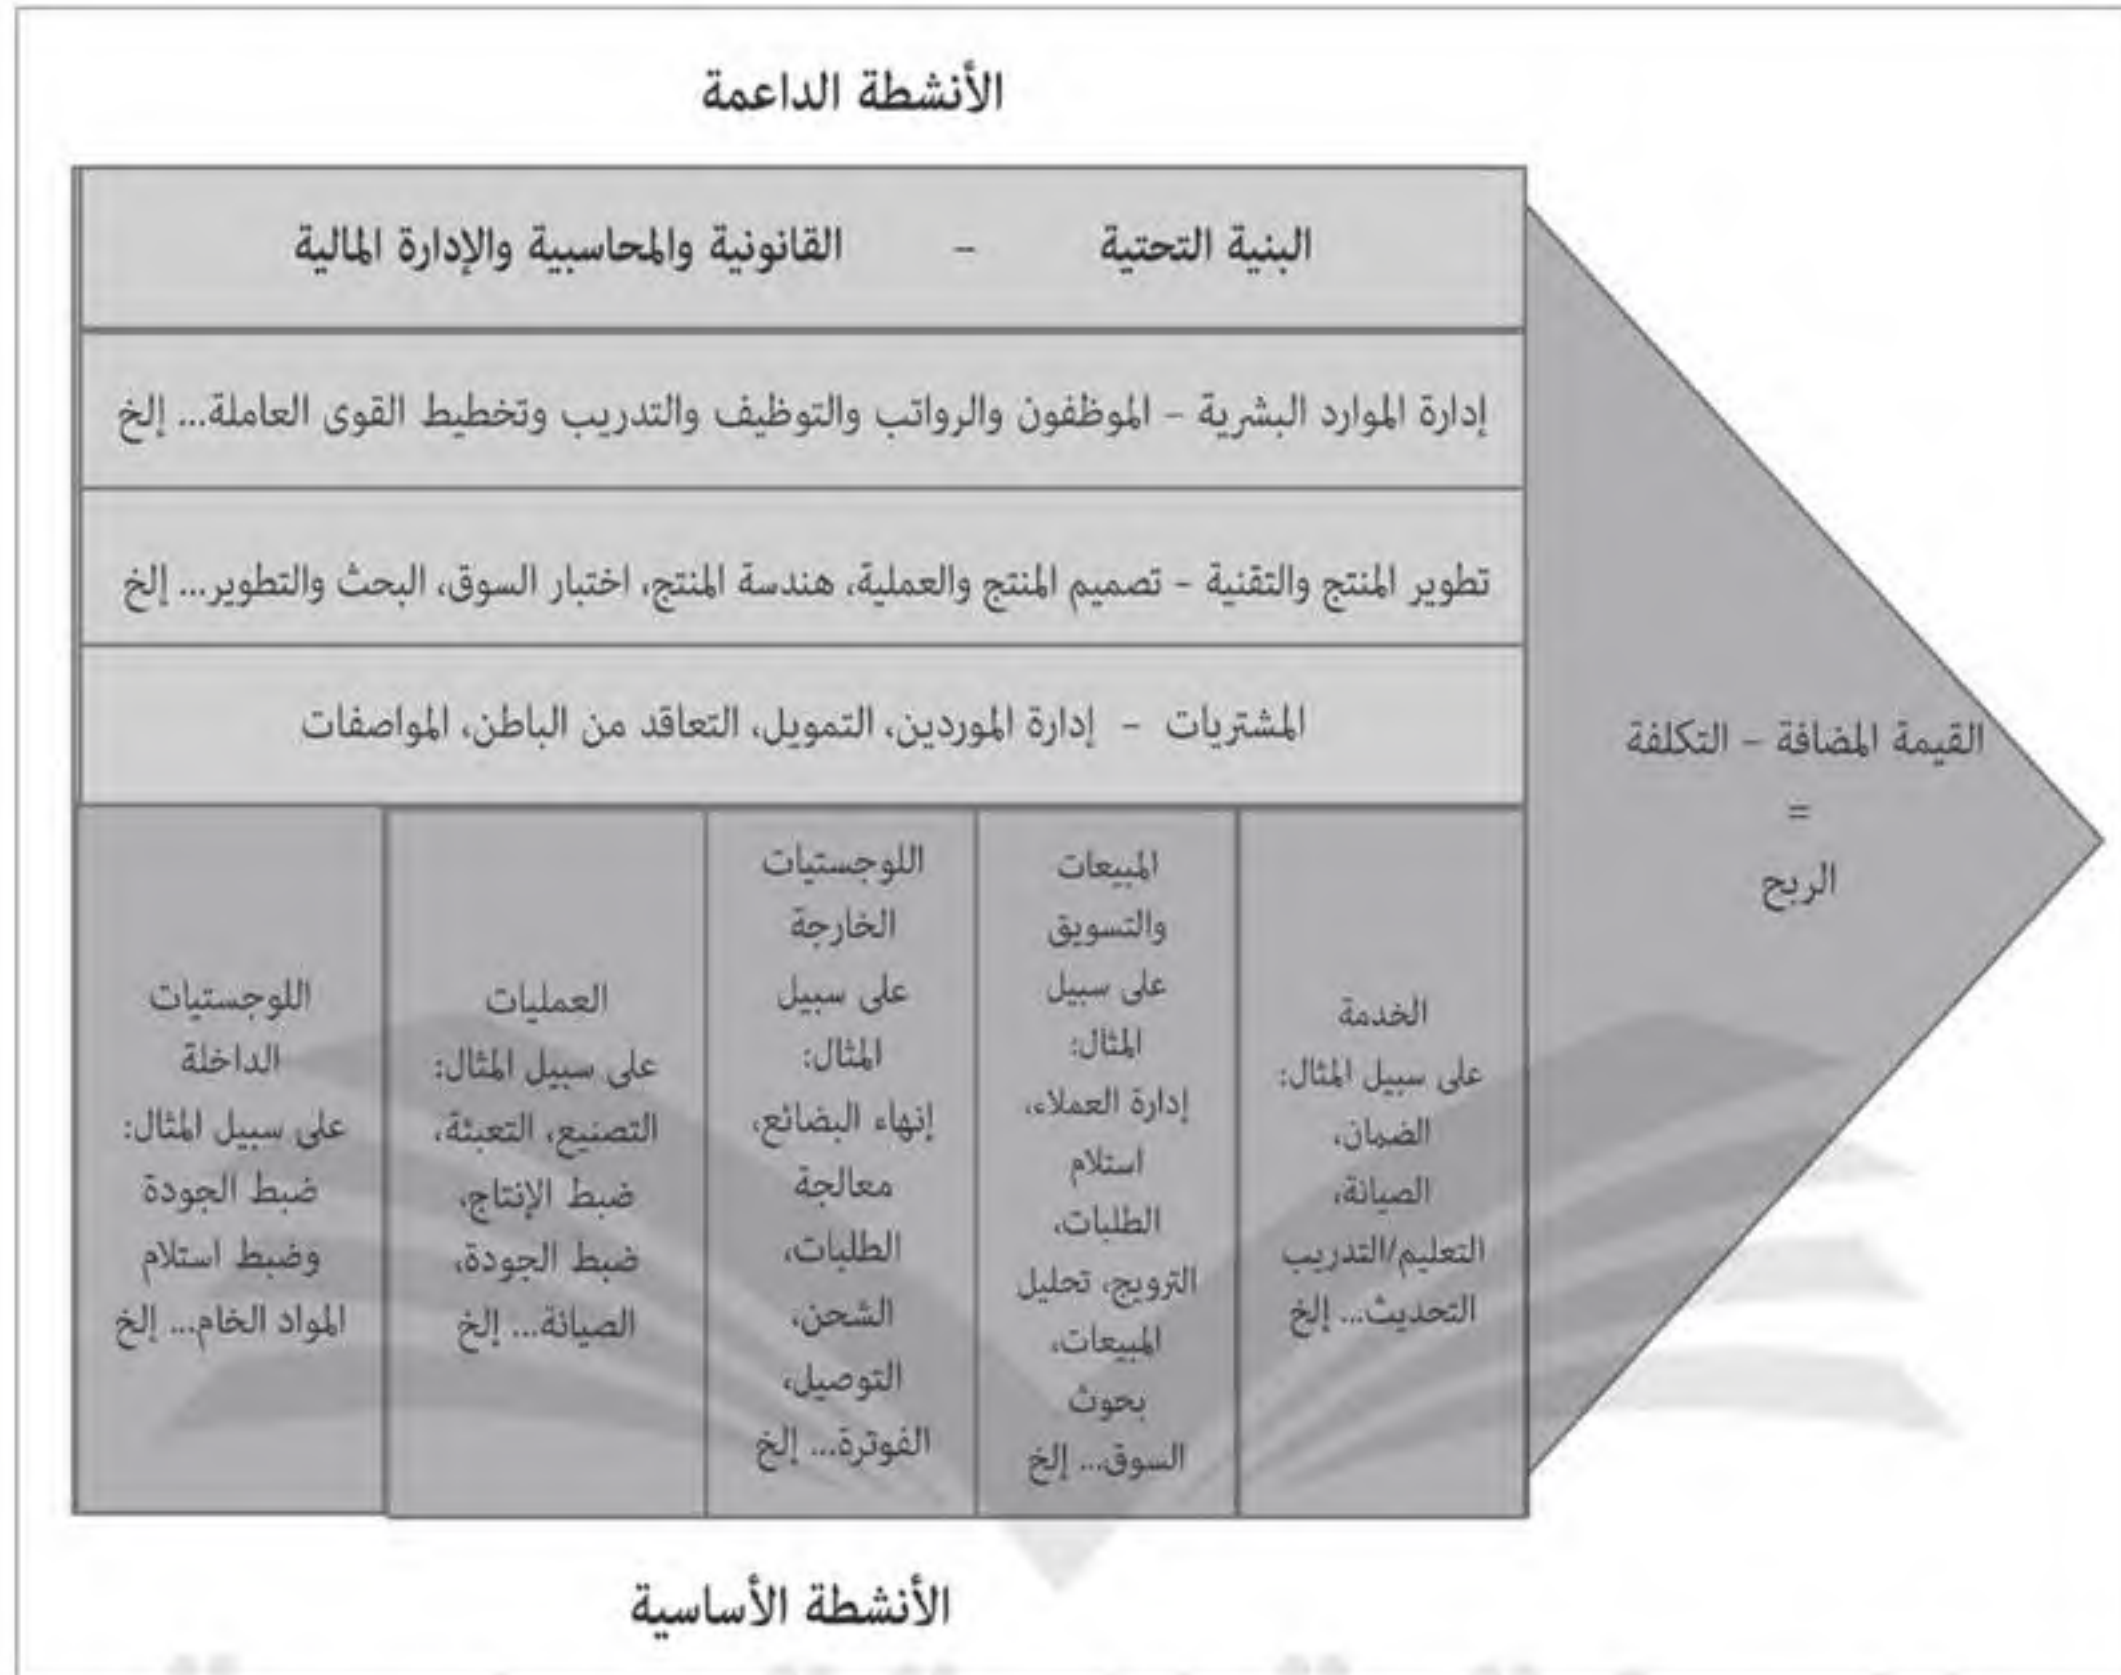 الأنشطة الداعمة
البنية التحتية – القانونية والمحاسبية والإدارة المالية
إدارة الموارد البشرية – الموظفون والرواتب والتوظيف والتدريب وتخطيط القوى العاملة... إلخ
تطوير المنتج والتقنية – تصميم المنتج والعملية، هندسة المنتج، اختبار السوق، البحث والتطوير... إلخ
المشتريات – إدارة الموردين، التمويل، التعاقد من الباطن، المواصفات
القيمة المضافة – التكلفة
=
الربح
الخدمة
على سبيل المثال:
الضمان،
الصيانة،
التعليم/التدريب
التحديث... إلخ
المبيعات
والتسويق
على سبيل
المثال:
إدارة العملاء،
استلام
الطلبات،
الترويج، تحليل
المبيعات،
بحوث
السوق... إلخ
اللوجستيات
الخارجة
على سبيل
المثال:
إنهاء البضائع،
معالجة
الطلبات،
الشحن،
التوصيل،
الفوترة... إلخ
العمليات
على سبيل المثال:
التصنيع، التعبئة،
ضبط الإنتاج،
ضبط الجودة،
الصيانة... إلخ
اللوجستيات
الداخلة
على سبيل المثال:
ضبط الجودة
وضبط استلام
المواد الخام... إلخ
الأنشطة الأساسية